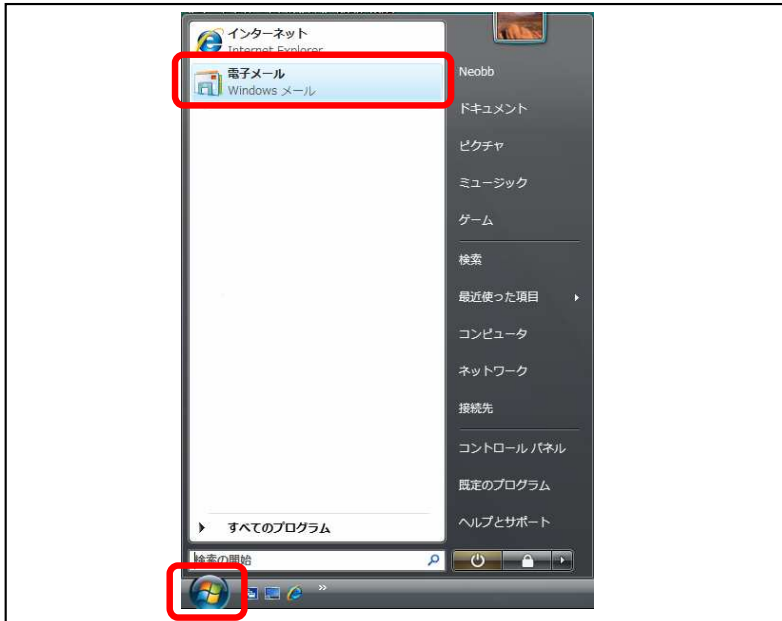 インターネット
Internet Explorer
電子メール
Windows メール
すべてのプログラム
検索の開始
Neobb
ドキュメント
ピクチャ
ミュージック
ゲーム
検索
最近使った項目
コンピュータ
ネットワーク
接続先
コントロール パネル
既定のプログラム
ヘルプとサポート
»